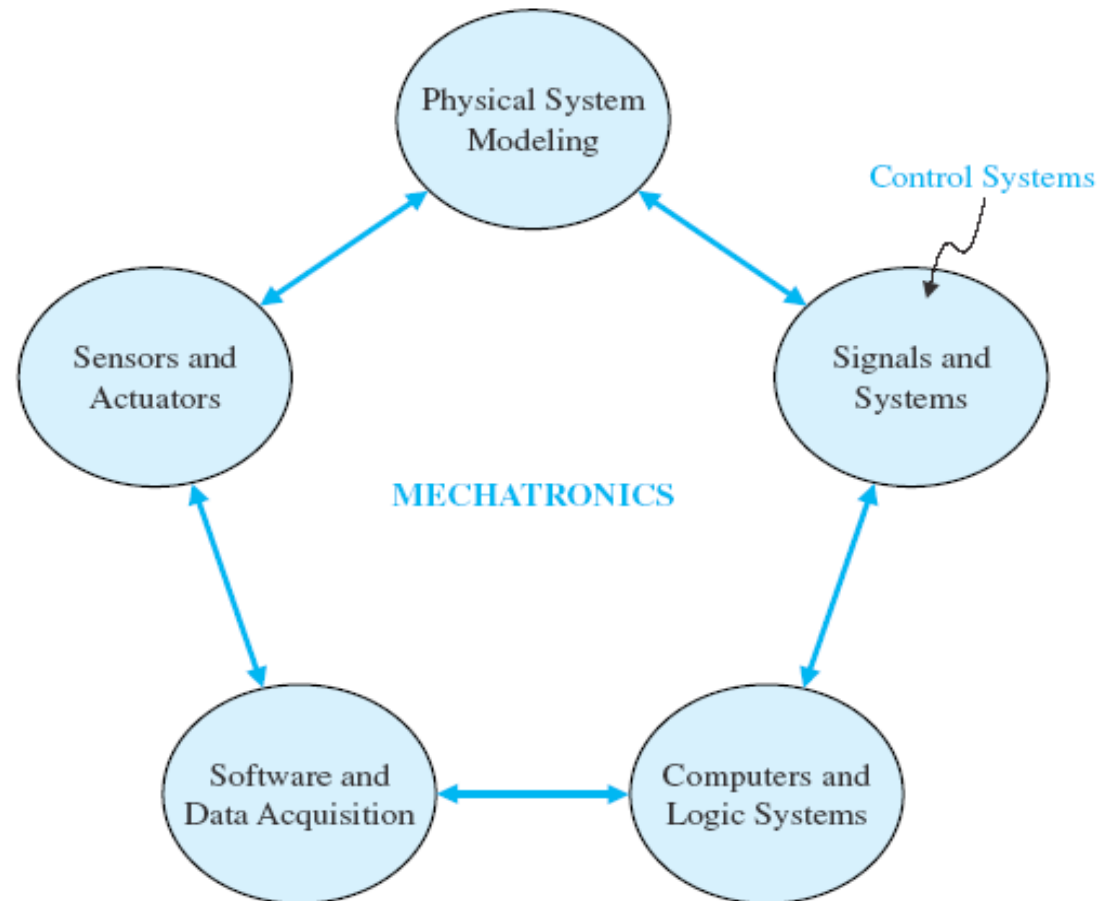 Physical System
Modeling
Control Systems
Sensors and
Actuators
Signals and
Systems
MECHATRONICS
Software and
Data Acquisition
Computers and
Logic Systems